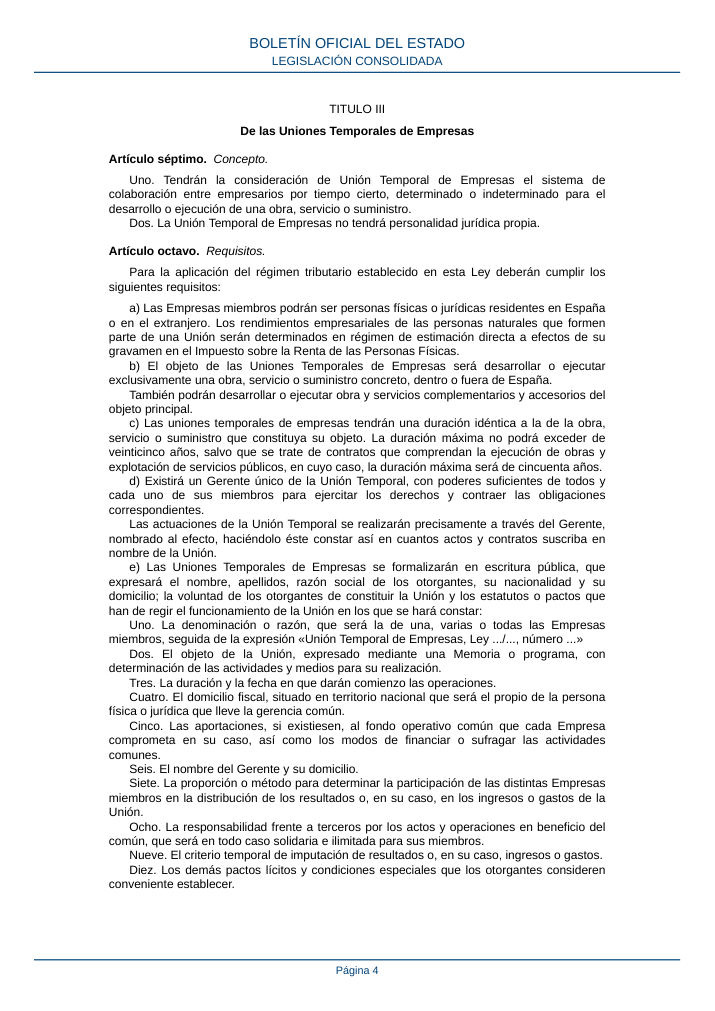 BOLETÍN OFICIAL DEL ESTADO
LEGISLACIÓN CONSOLIDADA
TITULO III
De las Uniones Temporales de Empresas
Artículo séptimo. Concepto.
Uno. Tendrán la consideración de Unión Temporal de Empresas el sistema de
colaboración entre empresarios por tiempo cierto, determinado o indeterminado para el
desarrollo o ejecución de una obra, servicio o suministro.
Dos. La Unión Temporal de Empresas no tendrá personalidad jurídica propia.
Artículo octavo. Requisitos.
Para la aplicación del régimen tributario establecido en esta Ley deberán cumplir los
siguientes requisitos:
a) Las Empresas miembros podrán ser personas físicas o jurídicas residentes en España
o en el extranjero. Los rendimientos empresariales de las personas naturales que formen
parte de una Unión serán determinados en régimen de estimación directa a efectos de su
gravamen en el Impuesto sobre la Renta de las Personas Físicas.
b) El objeto de las Uniones Temporales de Empresas será desarrollar o ejecutar
exclusivamente una obra, servicio o suministro concreto, dentro o fuera de España.
También podrán desarrollar o ejecutar obra y servicios complementarios y accesorios del
objeto principal.
c) Las uniones temporales de empresas tendrán una duración idéntica a la de la obra,
servicio o suministro que constituya su objeto. La duración máxima no podrá exceder de
veinticinco años, salvo que se trate de contratos que comprendan la ejecución de obras y
explotación de servicios públicos, en cuyo caso, la duración máxima será de cincuenta años.
d) Existirá un Gerente único de la Unión Temporal, con poderes suficientes de todos y
cada uno de sus miembros para ejercitar los derechos y contraer las obligaciones
correspondientes.
Las actuaciones de la Unión Temporal se realizarán precisamente a través del Gerente,
nombrado al efecto, haciéndolo éste constar así en cuantos actos y contratos suscriba en
nombre de la Unión.
e) Las Uniones Temporales de Empresas se formalizarán en escritura pública, que
expresará el nombre, apellidos, razón social de los otorgantes, su nacionalidad y su
domicilio; la voluntad de los otorgantes de constituir la Unión y los estatutos o pactos que
han de regir el funcionamiento de la Unión en los que se hará constar:
Uno. La denominación o razón, que será la de una, varias o todas las Empresas
miembros, seguida de la expresión «Unión Temporal de Empresas, Ley .../..., número ...»
Dos. El objeto de la Unión, expresado mediante una Memoria o programa, con
determinación de las actividades y medios para su realización.
Tres. La duración y la fecha en que darán comienzo las operaciones.
Cuatro. El domicilio fiscal, situado en territorio nacional que será el propio de la persona
física o jurídica que lleve la gerencia común.
Cinco. Las aportaciones, si existiesen, al fondo operativo común que cada Empresa
comprometa en su caso, así como los modos de financiar o sufragar las actividades
comunes.
Seis. El nombre del Gerente y su domicilio.
Siete. La proporción o método para determinar la participación de las distintas Empresas
miembros en la distribución de los resultados o, en su caso, en los ingresos o gastos de la
Unión.
Ocho. La responsabilidad frente a terceros por los actos y operaciones en beneficio del
común, que será en todo caso solidaria e ilimitada para sus miembros.
Nueve. El criterio temporal de imputación de resultados o, en su caso, ingresos o gastos.
Diez. Los demás pactos lícitos y condiciones especiales que los otorgantes consideren
conveniente establecer.
Página 4